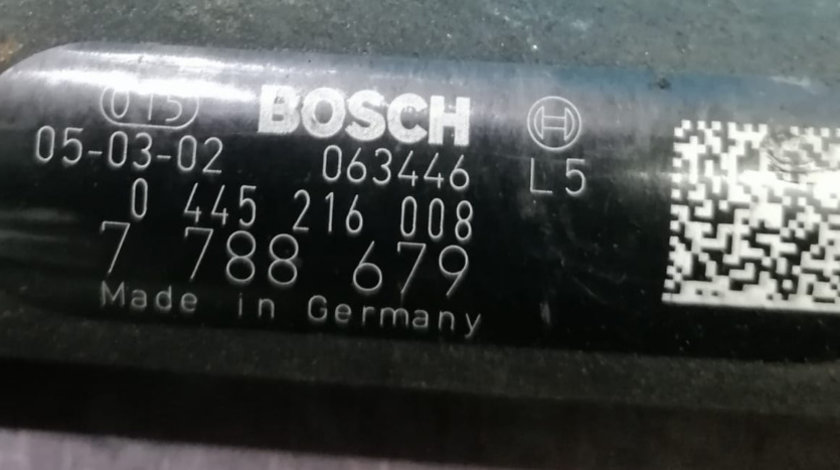 015 BOSCH
05-03-02 063446 L5
0 445 216 008
7 788 679
Made in Germany